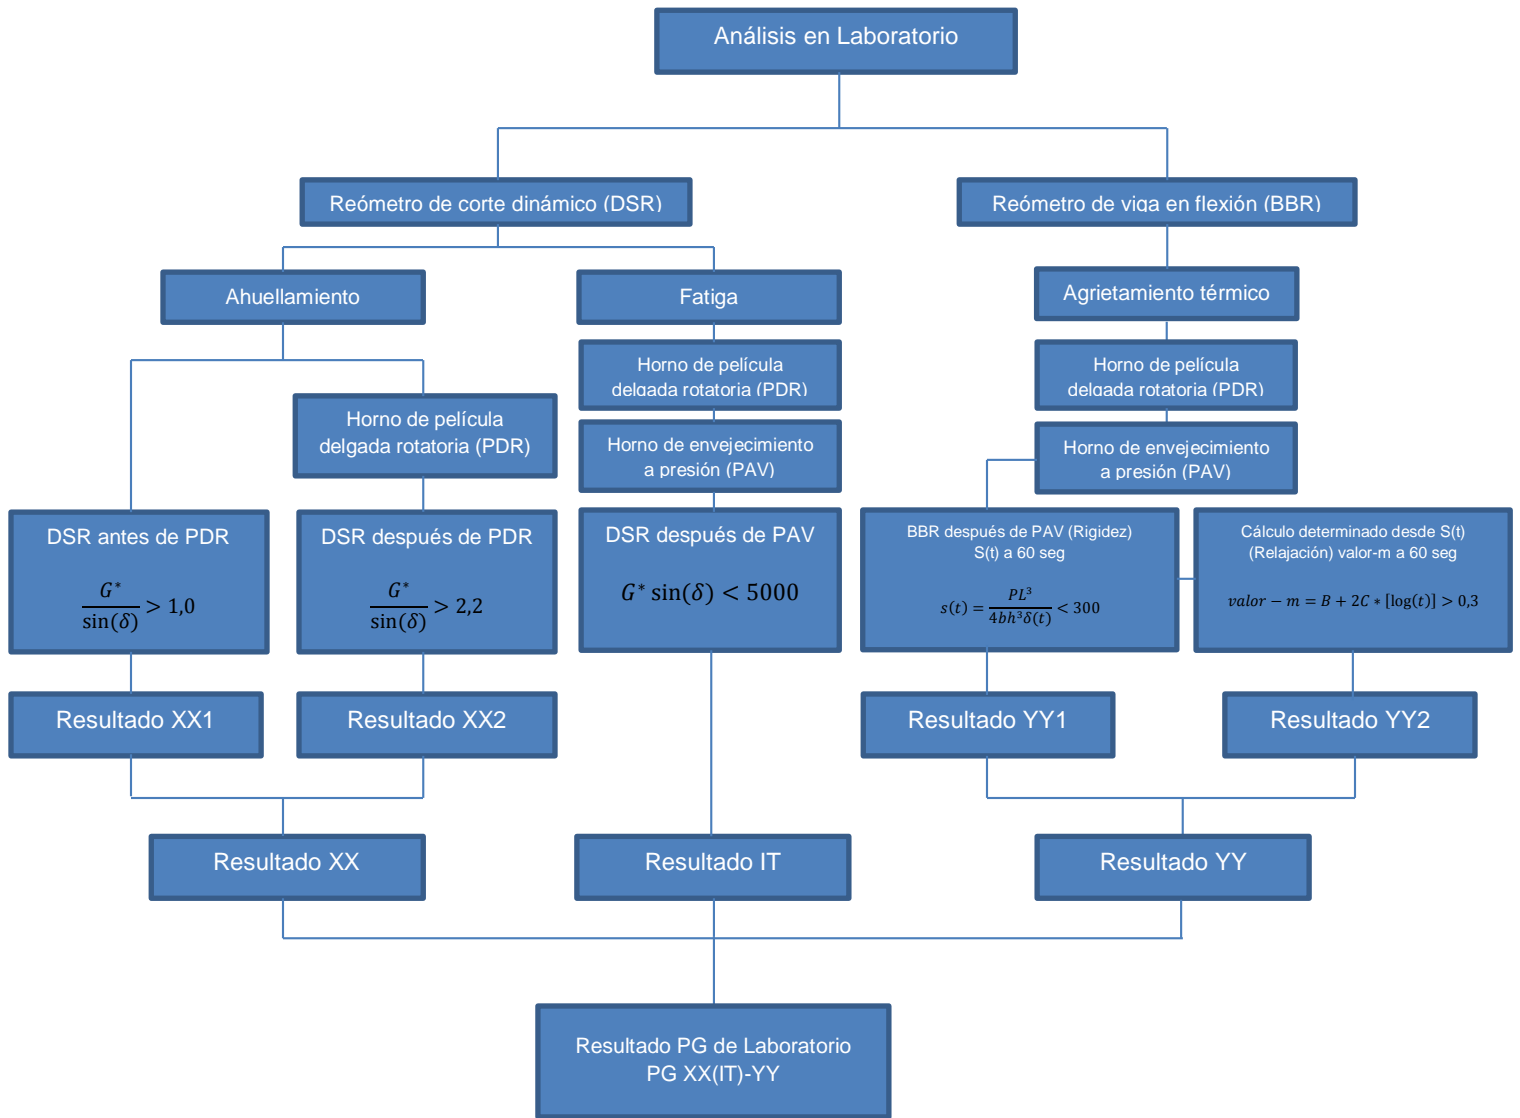 Análisis en Laboratorio
Reómetro de corte dinámico (DSR)
Reómetro de viga en flexión (BBR)
Ahuellamiento
Fatiga
Agrietamiento térmico
Horno de película
delgada rotatoria (PDR)
Horno de película
delgada rotatoria (PDR)
Horno de película
delgada rotatoria (PDR)
Horno de envejecimiento
a presión (PAV)
Horno de envejecimiento
a presión (PAV)
DSR antes de PDR
G* / sin(δ) > 1,0
DSR después de PDR
G* / sin(δ) > 2,2
DSR después de PAV
G* sin(δ) < 5000
BBR después de PAV (Rigidez)
S(t) a 60 seg
s(t) = PL³ / 4bh³δ(t) < 300
Cálculo determinado desde S(t)
(Relajación) valor-m a 60 seg
valor − m = B + 2C * [log(t)] > 0,3
Resultado XX1
Resultado XX2
Resultado YY1
Resultado YY2
Resultado XX
Resultado IT
Resultado YY
Resultado PG de Laboratorio
PG XX(IT)-YY